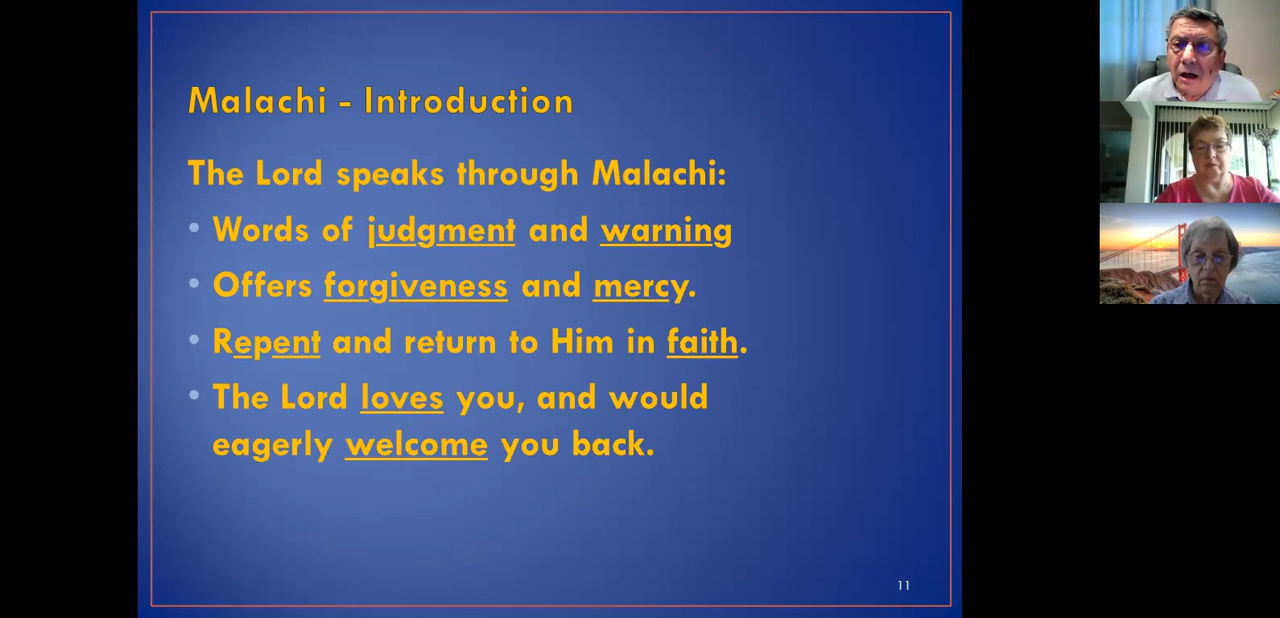 Malachi - Introduction
The Lord speaks through Malachi:
• Words of judgment and warning
• Offers forgiveness and mercy.
• Repent and return to Him in faith.
• The Lord loves you, and would
eagerly welcome you back.
11